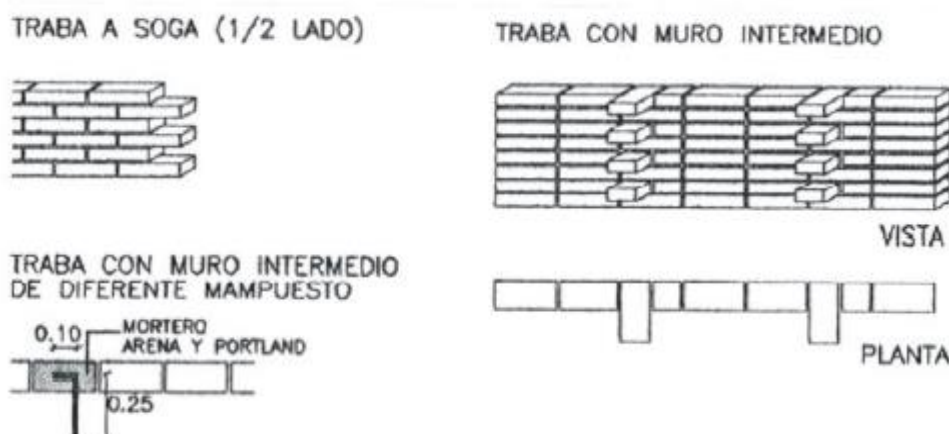 TRABA A SOGA (1/2 LADO)
TRABA CON MURO INTERMEDIO
VISTA
PLANTA
TRABA CON MURO INTERMEDIO
DE DIFERENTE MAMPUESTO
0.10
MORTERO
ARENA Y PORTLAND
0.25